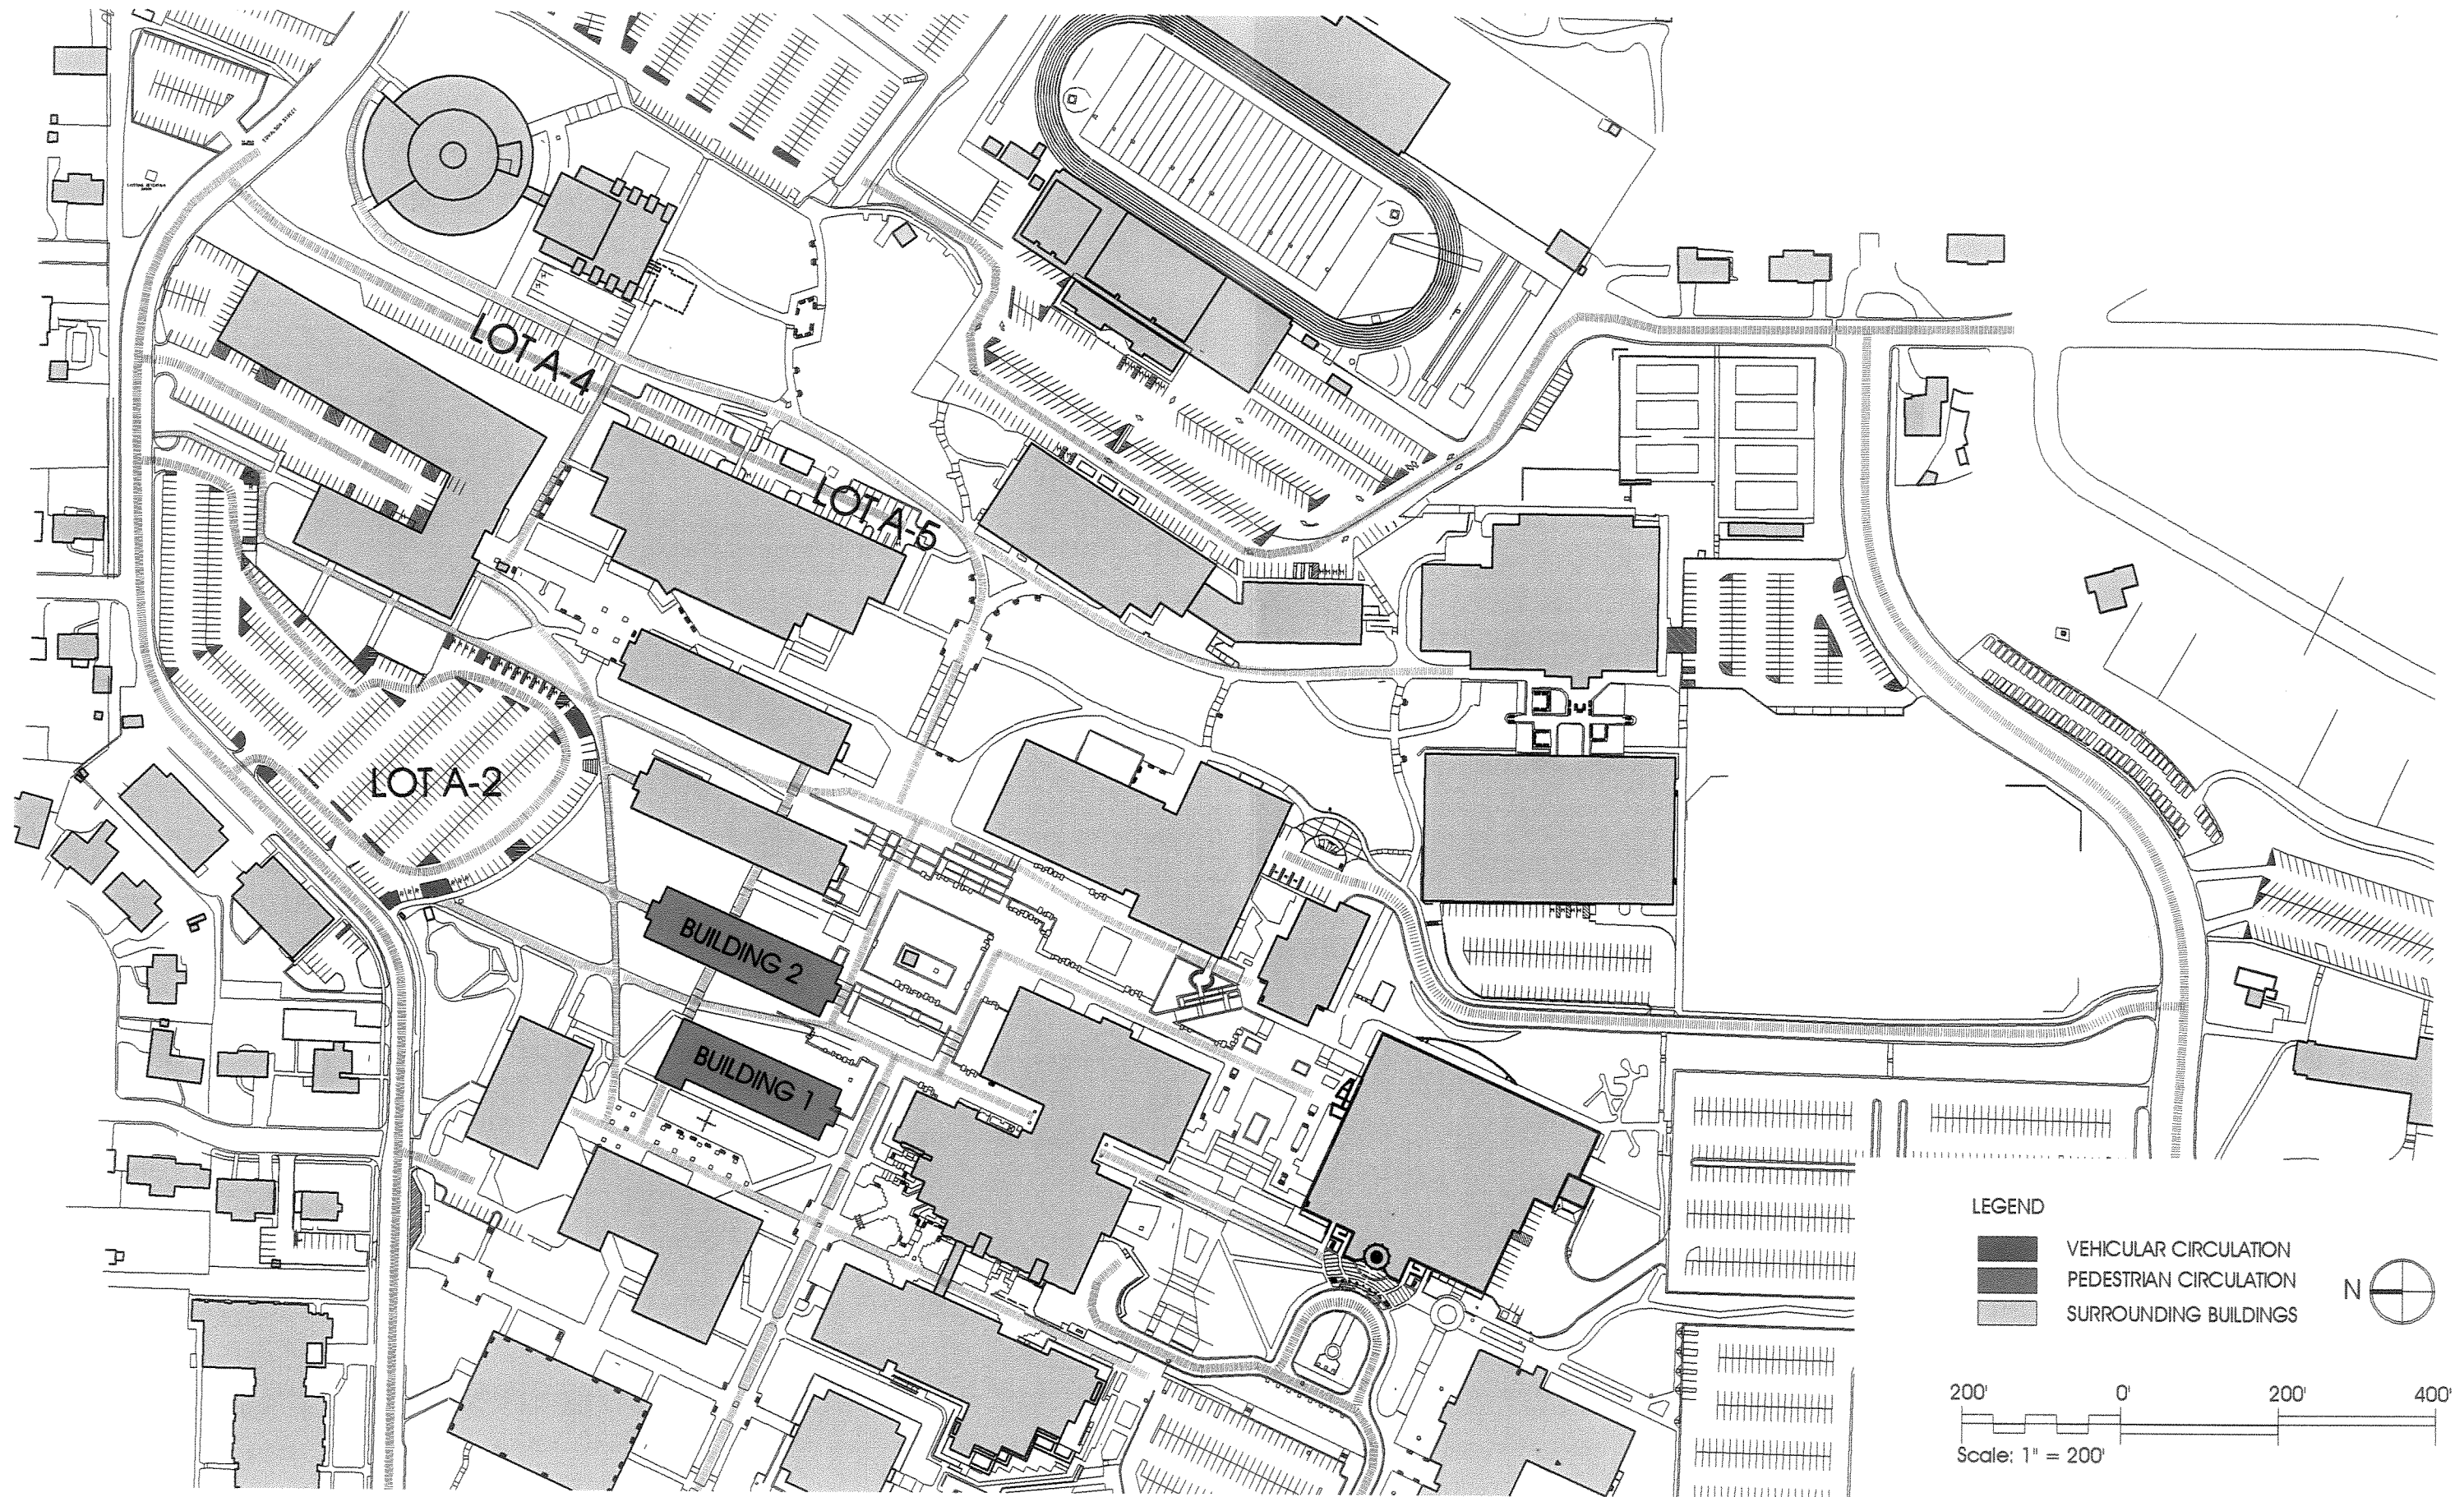 LOT A-4
LOT A-5
LOT A-2
BUILDING 2
BUILDING 1
LEGEND
VEHICULAR CIRCULATION
PEDESTRIAN CIRCULATION
SURROUNDING BUILDINGS
N
200' 0' 200' 400'
Scale: 1" = 200'